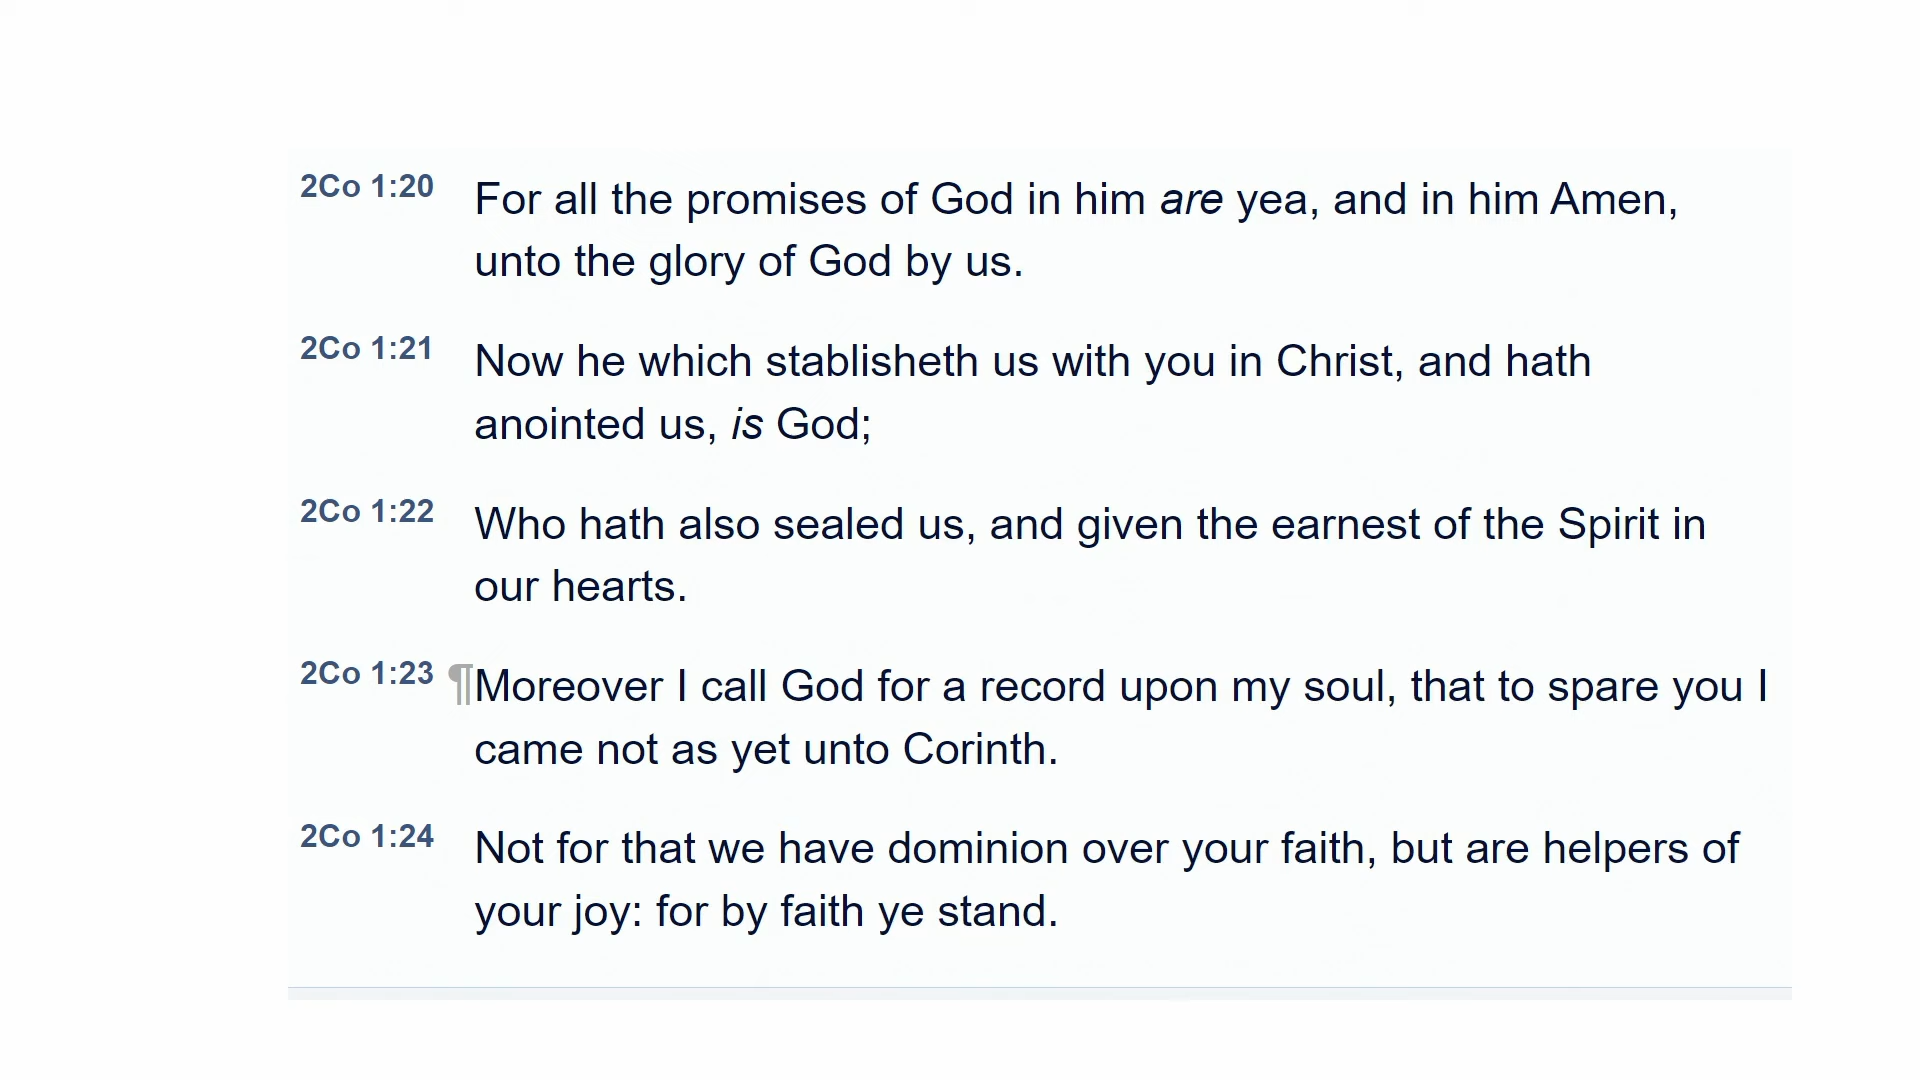 2Co 1:20 For all the promises of God in him are yea, and in him Amen,
unto the glory of God by us.
2Co 1:21 Now he which stablisheth us with you in Christ, and hath
anointed us, is God;
2Co 1:22 Who hath also sealed us, and given the earnest of the Spirit in
our hearts.
2Co 1:23 ¶Moreover I call God for a record upon my soul, that to spare you I
came not as yet unto Corinth.
2Co 1:24 Not for that we have dominion over your faith, but are helpers of
your joy: for by faith ye stand.